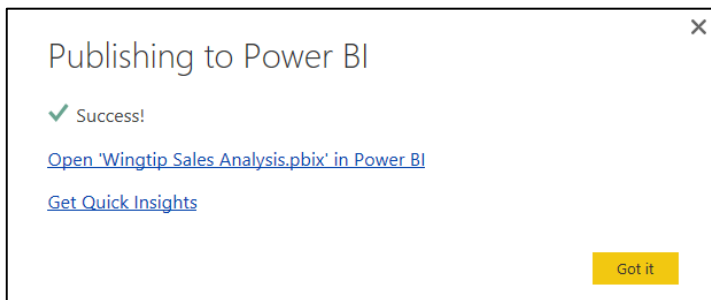 Publishing to Power BI
Success!
Open 'Wingtip Sales Analysis.pbix' in Power BI
Get Quick Insights
Got it